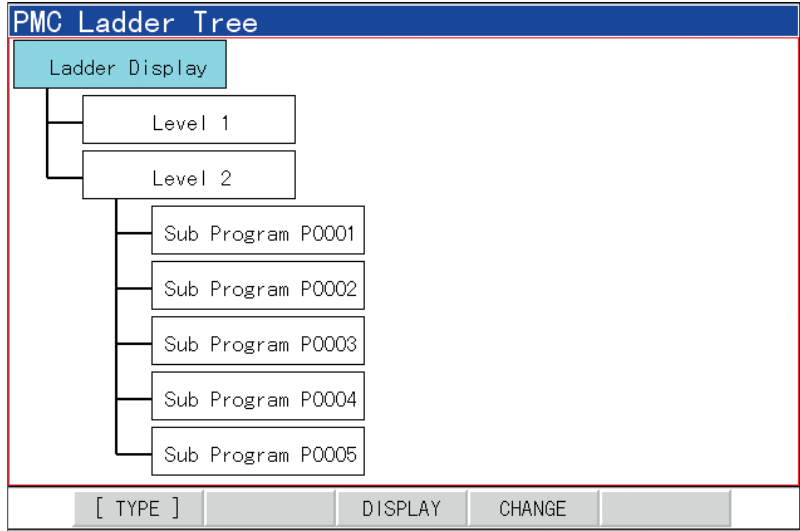 PMC Ladder Tree
Ladder Display
Level 1
Level 2
Sub Program P0001
Sub Program P0002
Sub Program P0003
Sub Program P0004
Sub Program P0005
[ TYPE ] DISPLAY CHANGE